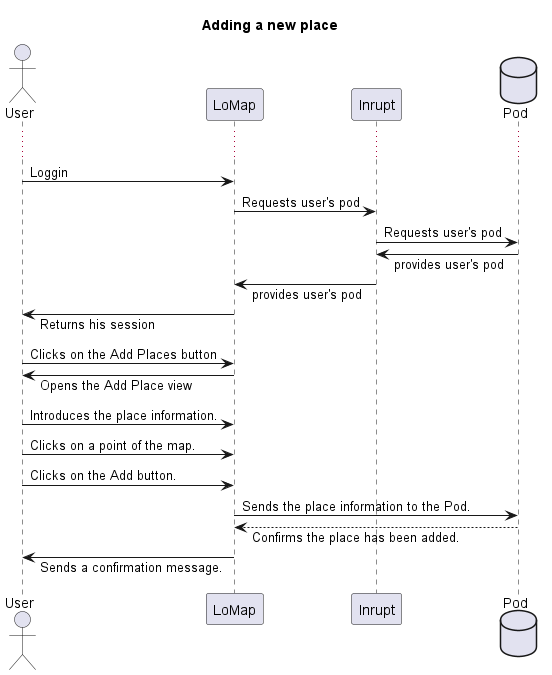 Adding a new place
User
LoMap
Inrupt
Pod
Loggin
Requests user's pod
Requests user's pod
provides user's pod
provides user's pod
Returns his session
Clicks on the Add Places button
Opens the Add Place view
Introduces the place information.
Clicks on a point of the map.
Clicks on the Add button.
Sends the place information to the Pod.
Confirms the place has been added.
Sends a confirmation message.
User
LoMap
Inrupt
Pod